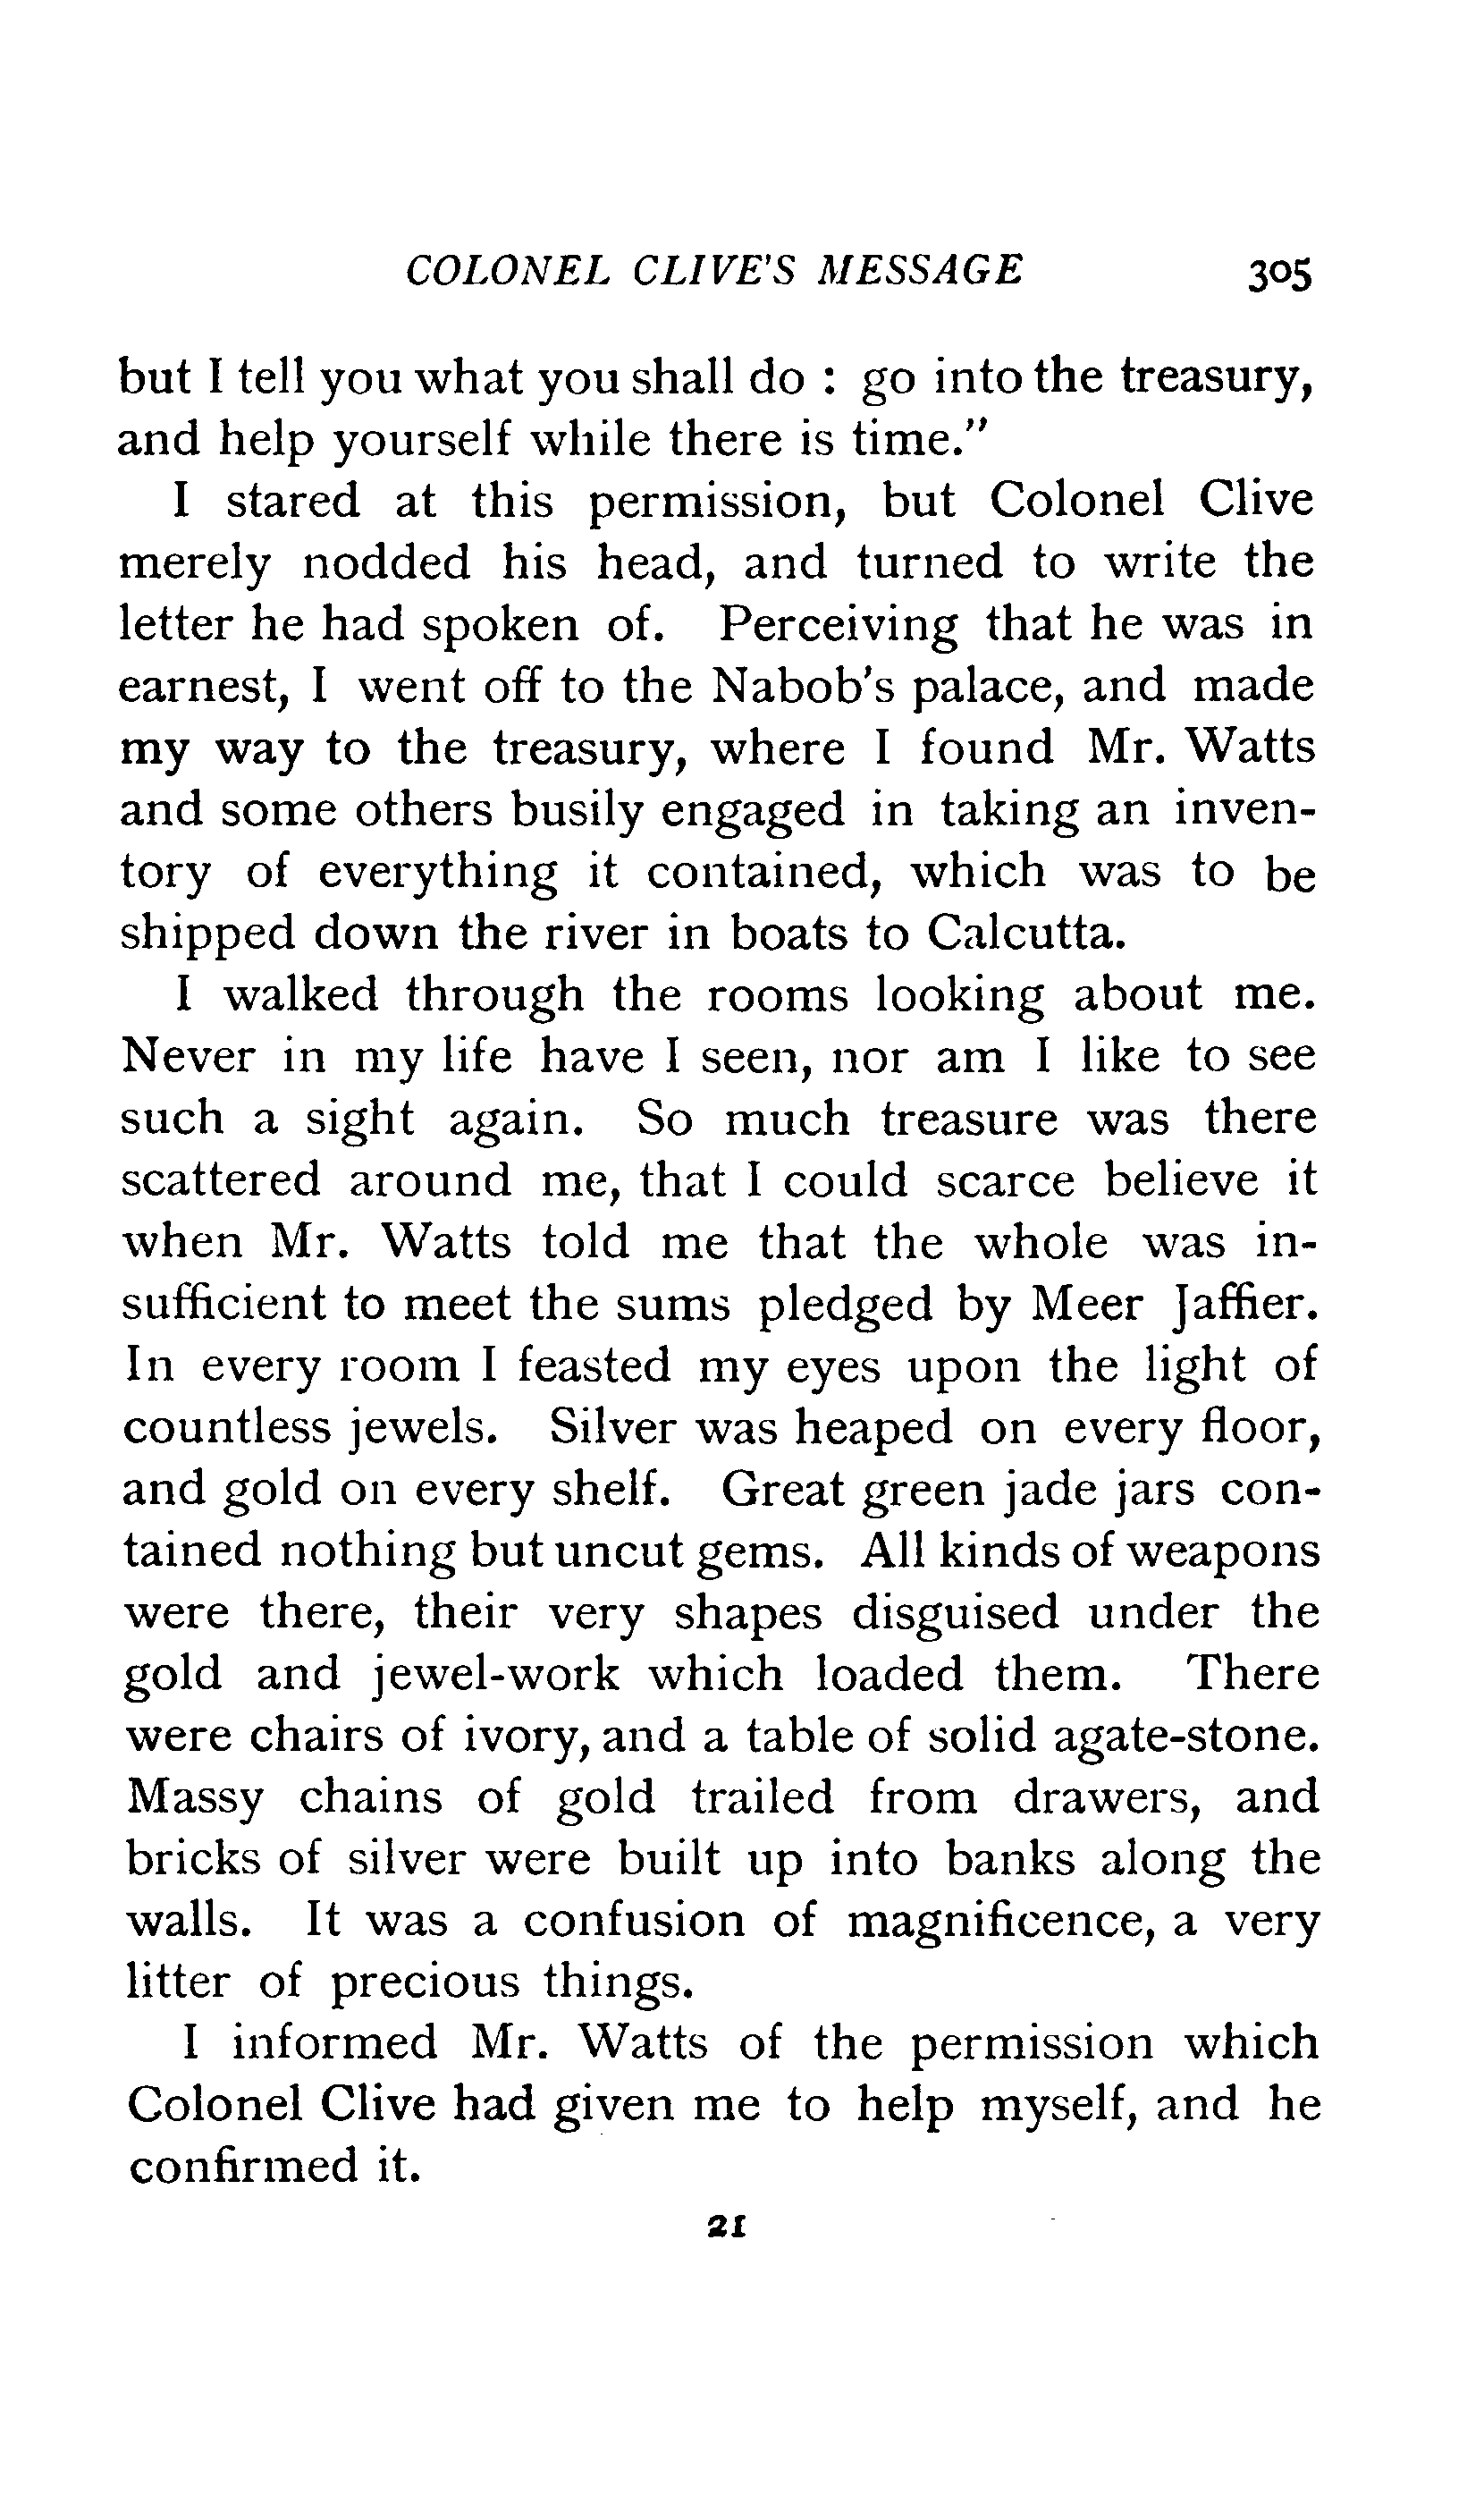 COLONEL CLIVE'S MESSAGE 305
but I tell you what you shall do : go into the treasury,
and help yourself while there is time."
I stared at this permission, but Colonel Clive
merely nodded his head, and turned to write the
letter he had spoken of. Perceiving that he was in
earnest, I went off to the Nabob's palace, and made
my way to the treasury, where I found Mr. Watts
and some others busily engaged in taking an inven-
tory of everything it contained, which was to be
shipped down the river in boats to Calcutta.
I walked through the rooms looking about me.
Never in my life have I seen, nor am I like to see
such a sight again. So much treasure was there
scattered around me, that I could scarce believe it
when Mr. Watts told me that the whole was in-
sufficient to meet the sums pledged by Meer Jaffier.
In every room I feasted my eyes upon the light of
countless jewels. Silver was heaped on every floor,
and gold on every shelf. Great green jade jars con-
tained nothing but uncut gems. All kinds of weapons
were there, their very shapes disguised under the
gold and jewel-work which loaded them. There
were chairs of ivory, and a table of solid agate-stone.
Massy chains of gold trailed from drawers, and
bricks of silver were built up into banks along the
walls. It was a confusion of magnificence, a very
litter of precious things.
I informed Mr. Watts of the permission which
Colonel Clive had given me to help myself, and he
confirmed it.
21